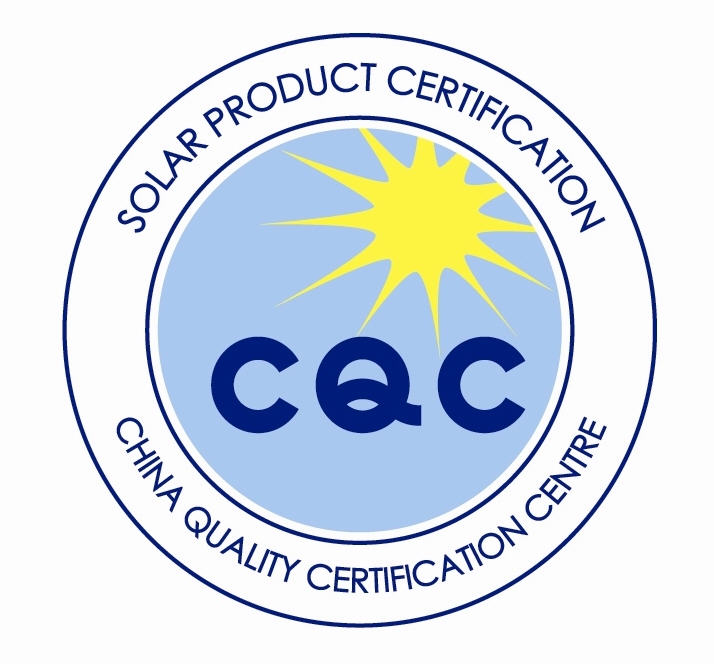 SOLAR PRODUCT CERTIFICATION
CQC
CHINA QUALITY CERTIFICATION CENTRE